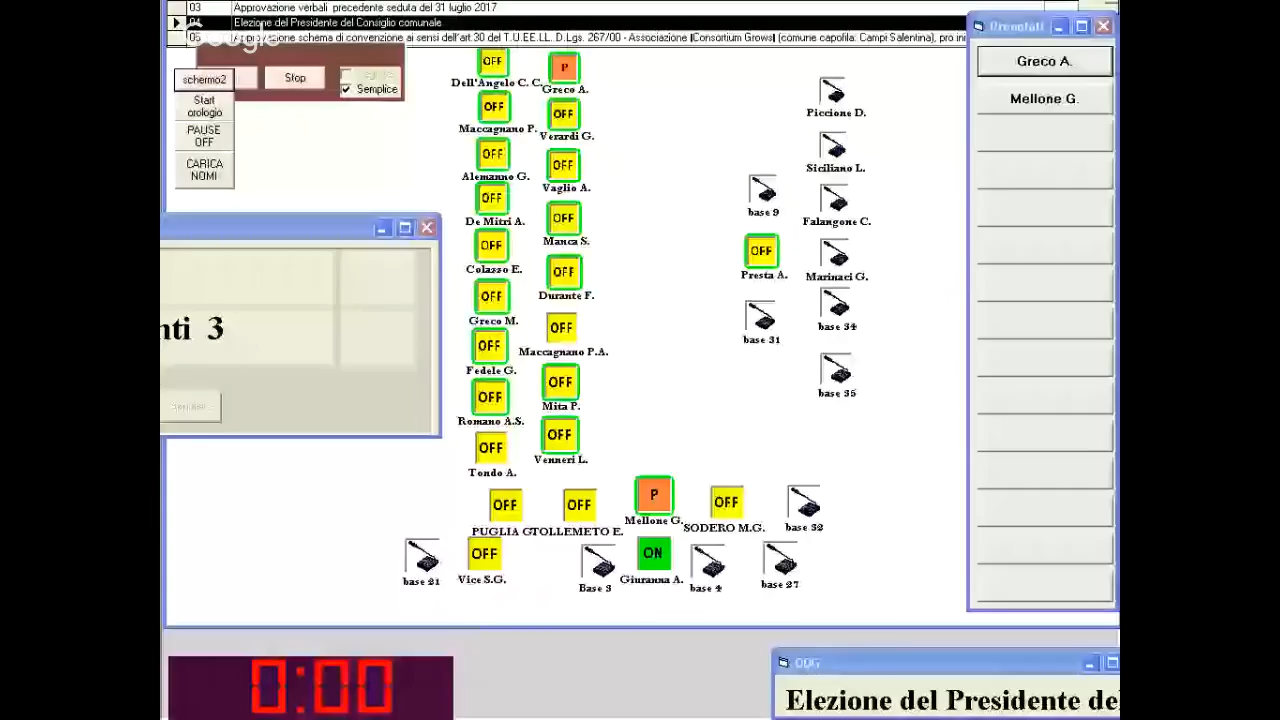 03 Approvazione verbali precedente seduta del 31 luglio 2017
04 Elezione del Presidente del Consiglio comunale
05 Approvazione schema di convenzione ai sensi dell'art.30 del T.U.EE.LL. D.Lgs. 267/00 - Associazione |Consortium Grows| (comune capofila: Campi Salentina), pro ini
Google
Prenotati
Greco A.
Mellone G.
schermo2
Stop
Semplice
Start
orologio
PAUSE
OFF
CARICA
NOMI
nti 3
OFF
Dell'Angelo C. C.
P
Greco A.
OFF
Maccagnano P.
OFF
Verardi G.
OFF
Alemanno G.
OFF
Vaglio A.
OFF
De Mitri A.
OFF
Manca S.
OFF
Colazzo E.
OFF
Durante F.
OFF
Greco M.
OFF
Maccagnano P.A.
OFF
Fedele G.
OFF
Mita P.
OFF
Romano A.S.
OFF
Venneri L.
OFF
Tondo A.
Piccione D.
Siciliano L.
base 9
Falangone C.
OFF
Presta A.
Marinaci G.
base 34
base 31
base 35
OFF
PUGLIA G
OFF
TOLLEMETO E.
P
Mellone G.
OFF
SODERO M.G.
base 32
base 21
OFF
Vice S.G.
Base 3
ON
Giuranna A.
base 4
base 27
0:00
ODG
Elezione del Presidente de